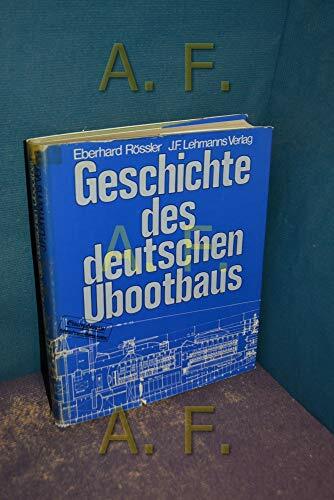 A. F.
Eberhard Rössler J.F. Lehmanns Verlag
Geschichte
des
A. F.
deutschen
Ubootbaus
A. F.